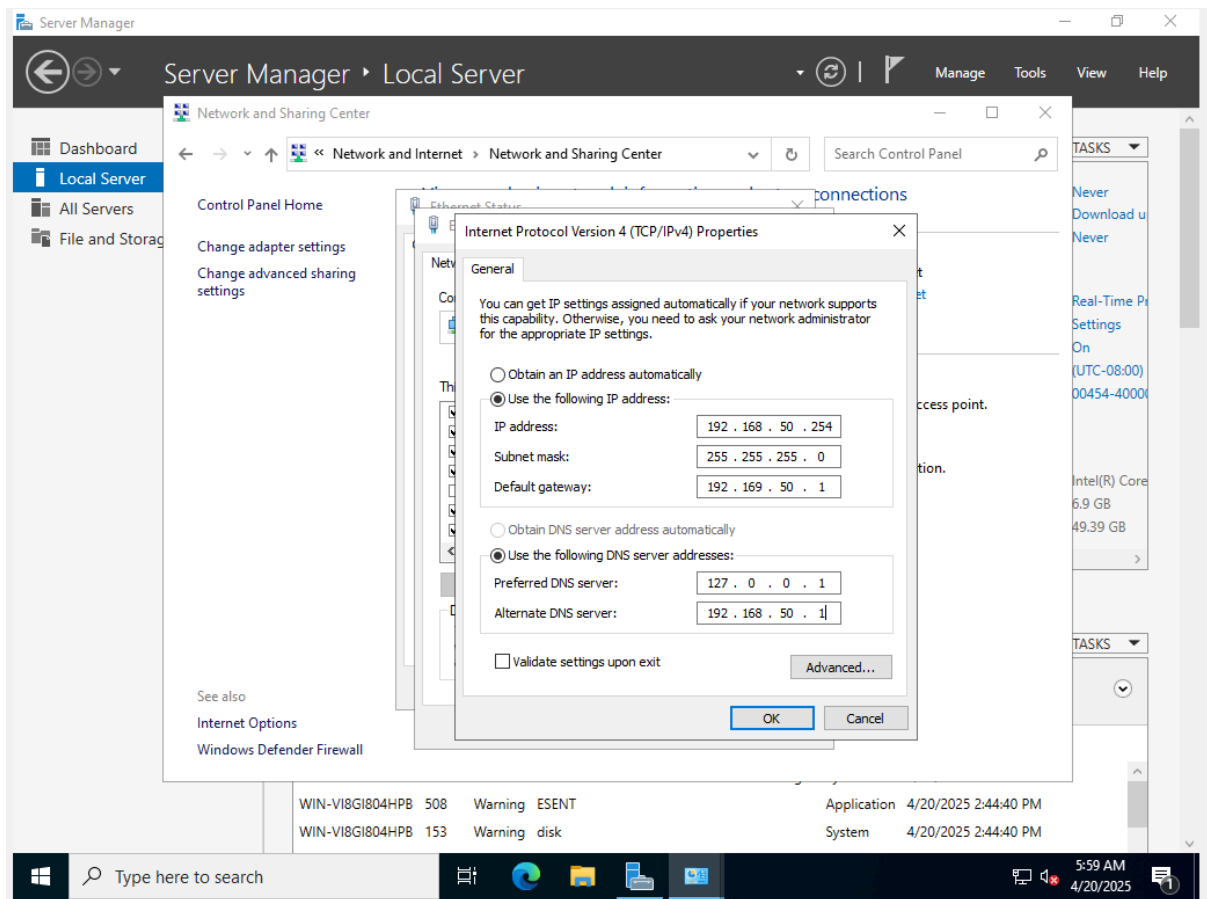 Server Manager
Server Manager ‣ Local Server
Manage Tools View Help
Network and Sharing Center
Dashboard
Local Server
All Servers
File and Storag
« Network and Internet › Network and Sharing Center
Search Control Panel
Control Panel Home
Change adapter settings
Change advanced sharing
settings
See also
Internet Options
Windows Defender Firewall
connections
Ethernet Status
Internet Protocol Version 4 (TCP/IPv4) Properties
General
You can get IP settings assigned automatically if your network supports
this capability. Otherwise, you need to ask your network administrator
for the appropriate IP settings.
Obtain an IP address automatically
Use the following IP address:
IP address: 192 . 168 . 50 . 254
Subnet mask: 255 . 255 . 255 . 0
Default gateway: 192 . 169 . 50 . 1
Obtain DNS server address automatically
Use the following DNS server addresses:
Preferred DNS server: 127 . 0 . 0 . 1
Alternate DNS server: 192 . 168 . 50 . 1
Validate settings upon exit
Advanced...
OK Cancel
Netw
Co
Thi
et
ccess point.
tion.
TASKS
Never
Download u
Never
Real-Time Pr
Settings
On
(UTC-08:00)
00454-40000
Intel(R) Core
6.9 GB
49.39 GB
TASKS
WIN-VI8GI804HPB 508 Warning ESENT Application 4/20/2025 2:44:40 PM
WIN-VI8GI804HPB 153 Warning disk System 4/20/2025 2:44:40 PM
Type here to search
5:59 AM
4/20/2025
1